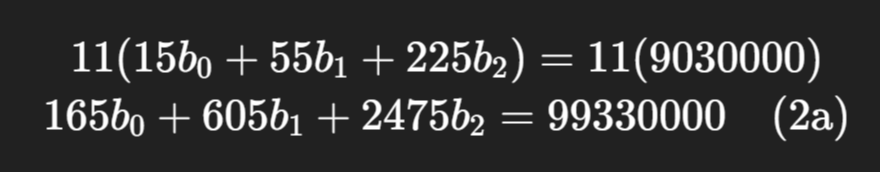 11(15b₀ + 55b₁ + 225b₂) = 11(9030000)
165b₀ + 605b₁ + 2475b₂ = 99330000 (2a)